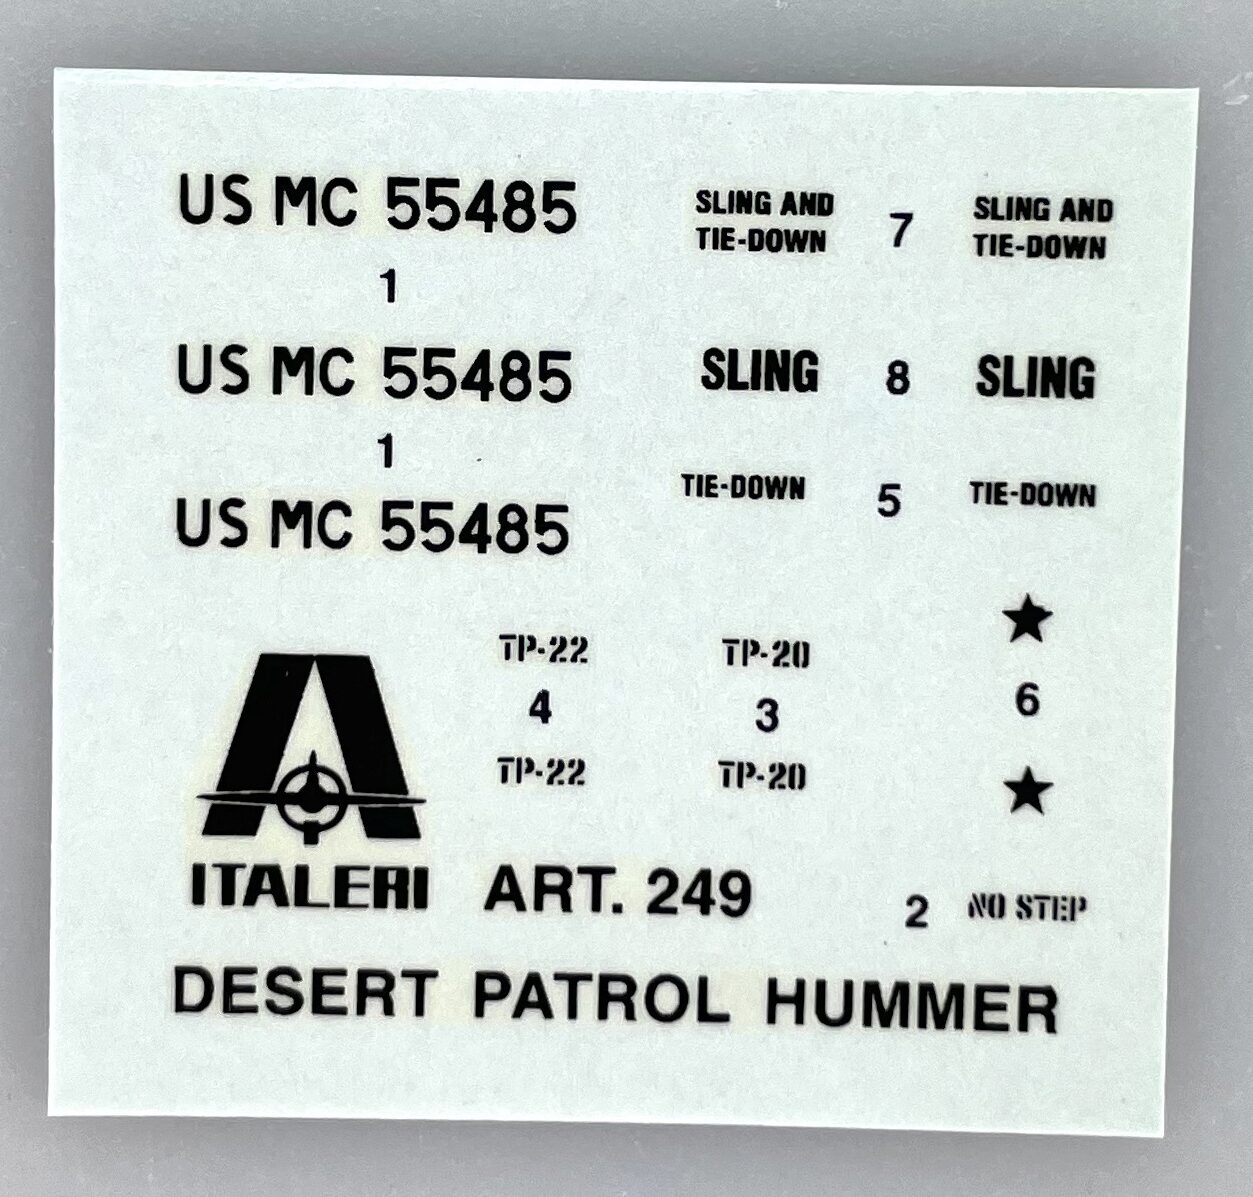 US MC 55485
1
US MC 55485
1
US MC 55485
SLING AND
TIE-DOWN
7
SLING AND
TIE-DOWN
SLING 8 SLING
TIE-DOWN 5 TIE-DOWN
TP-22
4
TP-22
TP-20
3
TP-20
6
ITALERI ART. 249
2 NO STEP
DESERT PATROL HUMMER